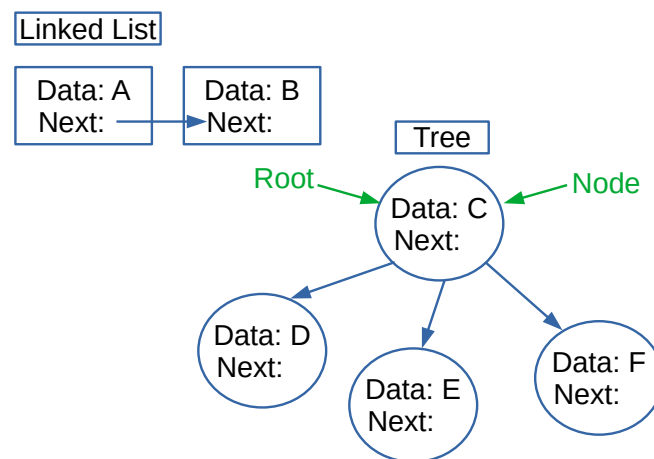 Linked List
Data: A
Next:
Data: B
Next:
Tree
Root
Node
Data: C
Next:
Data: D
Next:
Data: E
Next:
Data: F
Next: